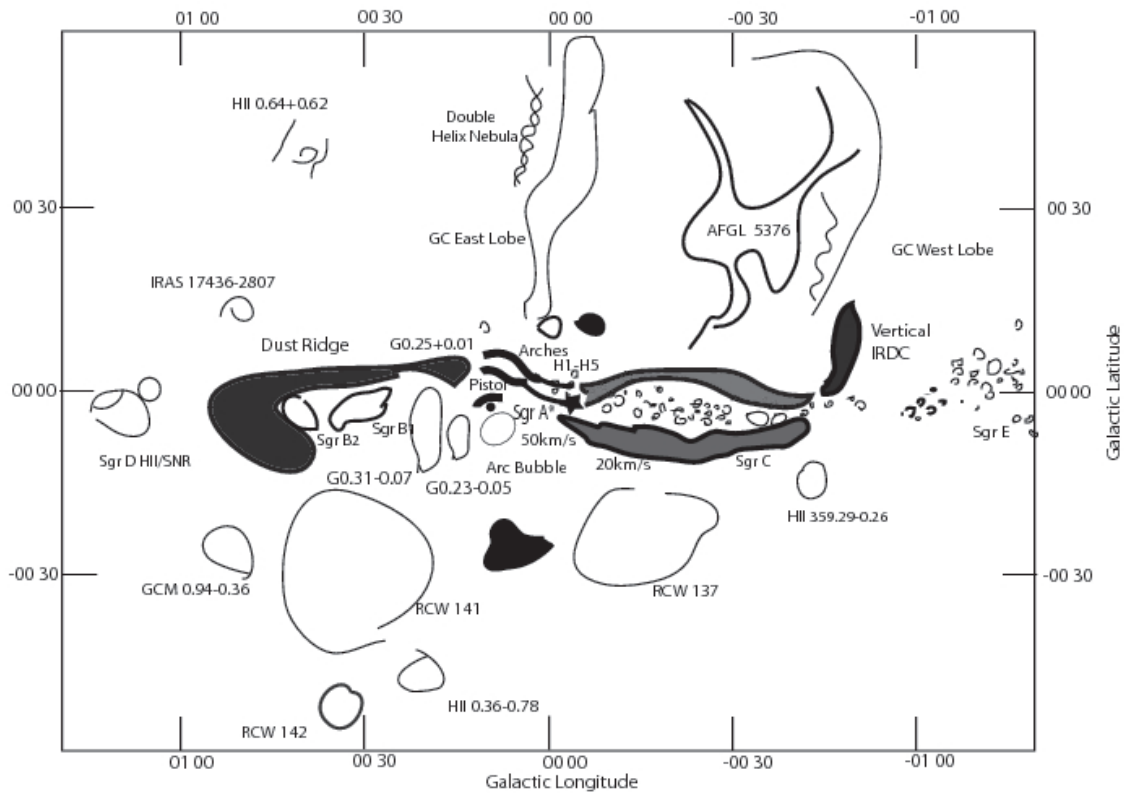 01 00
00 30
00 00
-00 30
-01 00
HII 0.64+0.62
Double
Helix Nebula
00 30
00 30
AFGL 5376
GC East Lobe
GC West Lobe
IRAS 17436-2807
Vertical
IRDC
Dust Ridge
G0.25+0.01
Arches
H1-H5
Pistol
00 00
00 00
Galactic Latitude
Sgr A*
Sgr B2
Sgr B1
50km/s
Sgr E
Sgr D HII/SNR
Arc Bubble
20km/s
Sgr C
G0.31-0.07
G0.23-0.05
HII 359.29-0.26
-00 30
-00 30
GCM 0.94-0.36
RCW 141
RCW 137
HII 0.36-0.78
RCW 142
01 00
00 30
00 00
-00 30
-01 00
Galactic Longitude